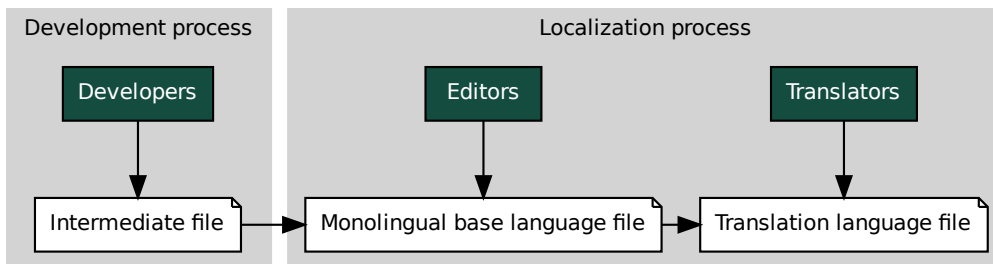 Development process
Localization process
Developers
Editors
Translators
Intermediate file
Monolingual base language file
Translation language file